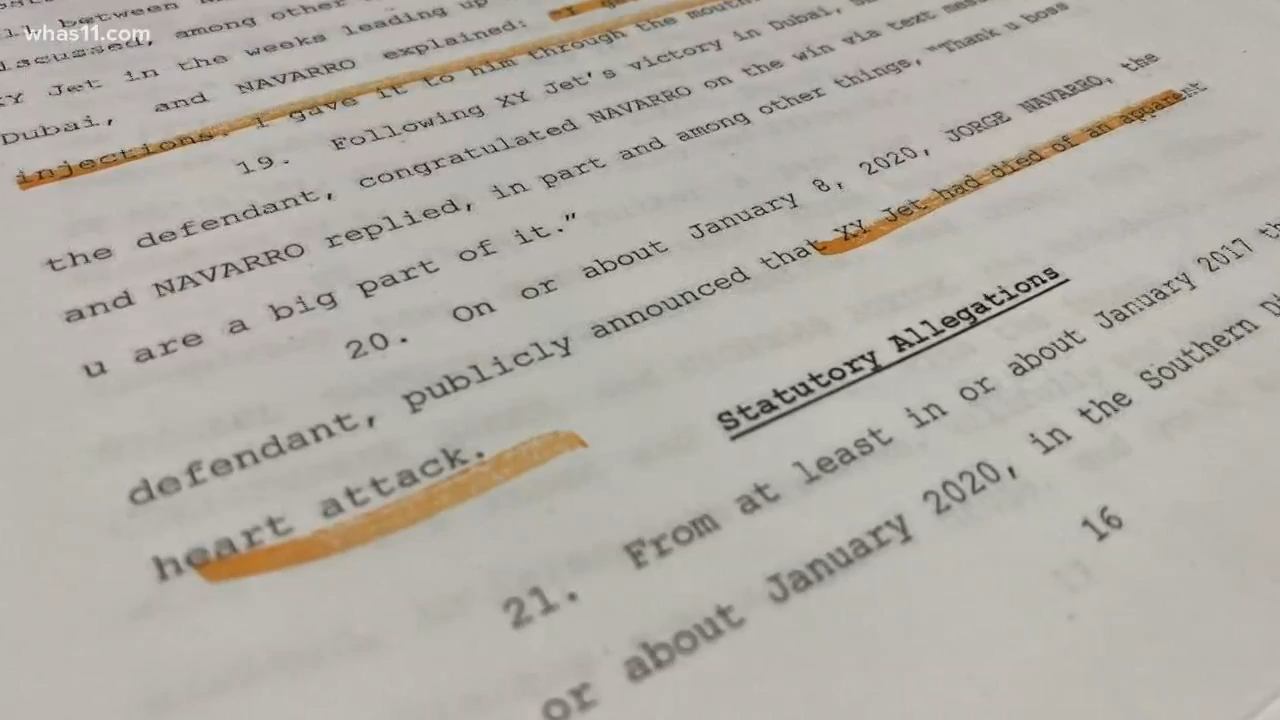 whas11.com
between
discussed, among other
XY Jet in the weeks leading up
Dubai, and NAVARRO explained: "I
injections. I gave it to him through the mouth
19. Following XY Jet's victory in Dubai,
the defendant, congratulated NAVARRO on the win via text
and NAVARRO replied, in part and among other things, "Thank u boss
u are a big part of it."
20. On or about January 8, 2020, JORGE NAVARRO, the
defendant, publicly announced that XY Jet had died of an apparent
heart attack.
Statutory Allegations
21. From at least in or about January 2017
or about January 2020, in the Southern
16